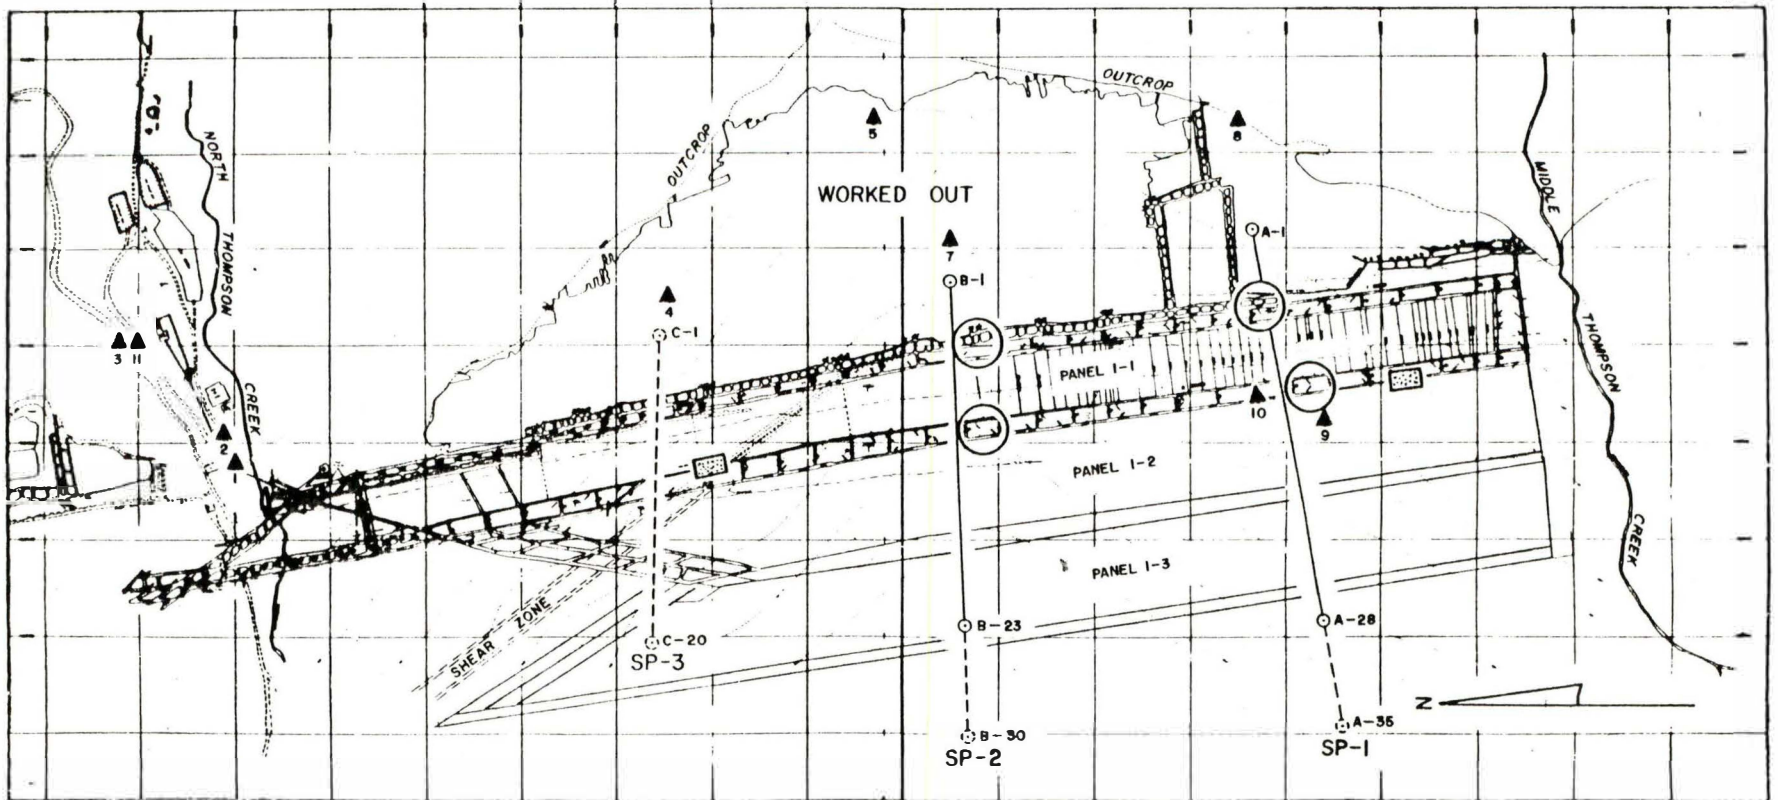 OUTCROP
5
8
NORTH
OUTCROP
MIDDLE
WORKED OUT
A-1
THOMPSON
7
B-1
4
C-1
THOMPSON
3
11
PANEL 1-1
CREEK
10
9
2
PANEL 1-2
CREEK
PANEL 1-3
SHEAR ZONE
C-20
SP-3
B-23
A-28
N
A-35
B-30
SP-2
SP-1